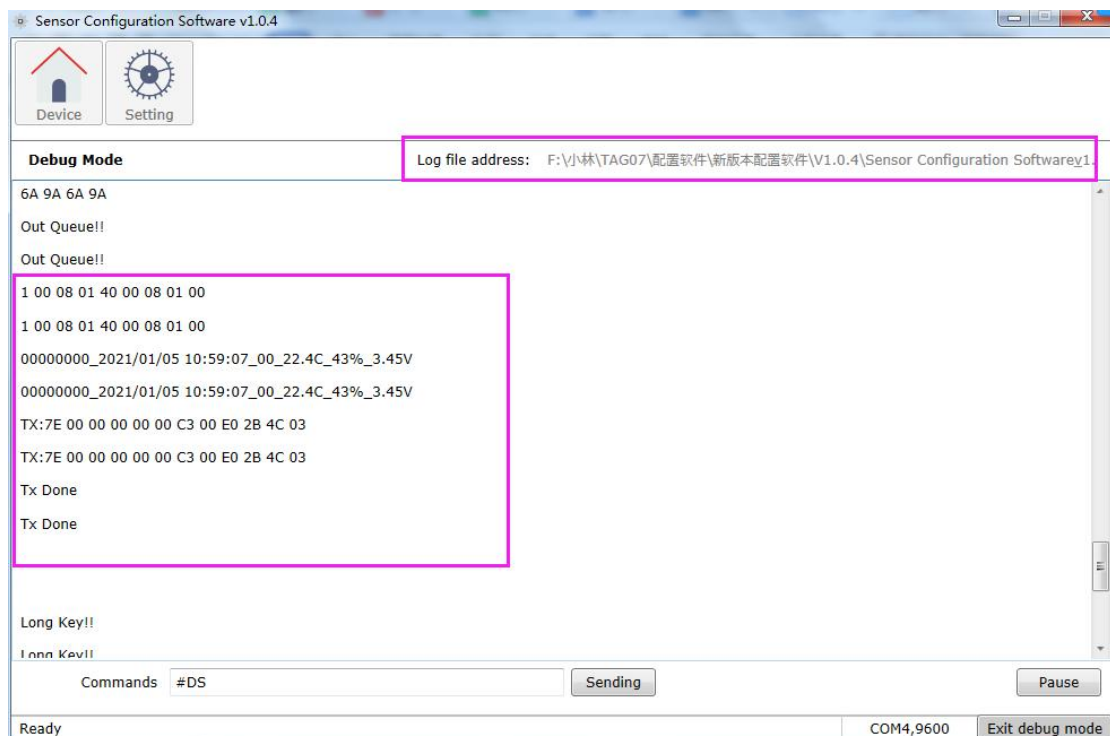 Sensor Configuration Software v1.0.4
Device
Setting
Debug Mode
Log file address: F:\小林\TAG07\配置软件\新版本配置软件\V1.0.4\Sensor Configuration Softwarev1.
6A 9A 6A 9A
Out Queue!!
Out Queue!!
1 00 08 01 40 00 08 01 00
1 00 08 01 40 00 08 01 00
00000000_2021/01/05 10:59:07_00_22.4C_43%_3.45V
00000000_2021/01/05 10:59:07_00_22.4C_43%_3.45V
TX:7E 00 00 00 00 00 C3 00 E0 2B 4C 03
TX:7E 00 00 00 00 00 C3 00 E0 2B 4C 03
Tx Done
Tx Done
Long Key!!
Long Key!!
Commands #DS Sending Pause
Ready COM4,9600 Exit debug mode